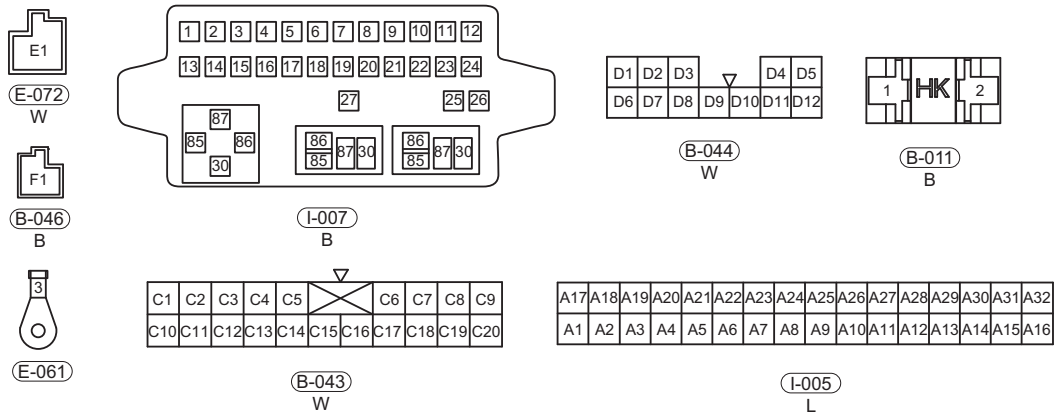 E1
E-072
W
F1
B-046
B
3
E-061
1 2 3 4 5 6 7 8 9 10 11 12
13 14 15 16 17 18 19 20 21 22 23 24
27 25 26
87
85 86
30
86
85
87 30
86
85
87 30
I-007
B
D1 D2 D3 D4 D5
D6 D7 D8 D9 D10 D11 D12
B-044
W
1 HK 2
B-011
B
C1 C2 C3 C4 C5 C6 C7 C8 C9
C10 C11 C12 C13 C14 C15 C16 C17 C18 C19 C20
B-043
W
A17 A18 A19 A20 A21 A22 A23 A24 A25 A26 A27 A28 A29 A30 A31 A32
A1 A2 A3 A4 A5 A6 A7 A8 A9 A10 A11 A12 A13 A14 A15 A16
I-005
L